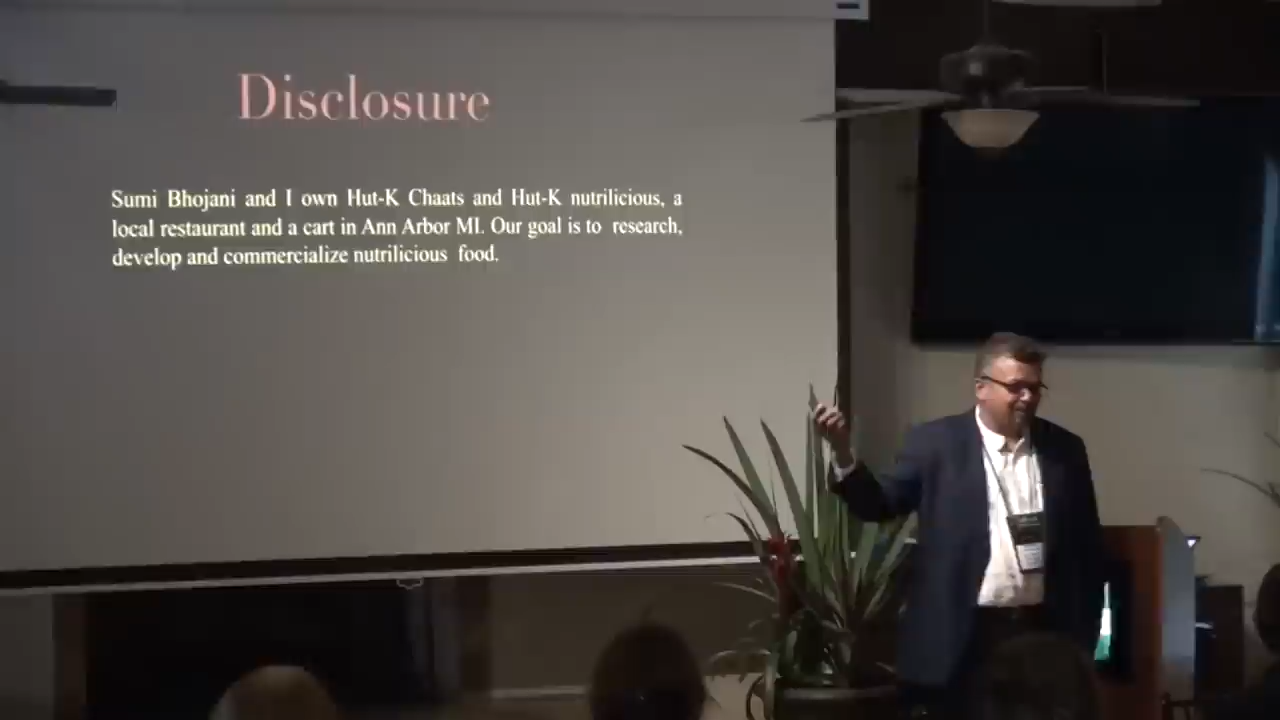 Disclosure
Sumi Bhojani and I own Hut-K Chaats and Hut-K nutrilicious, a
local restaurant and a cart in Ann Arbor MI. Our goal is to research,
develop and commercialize nutrilicious food.